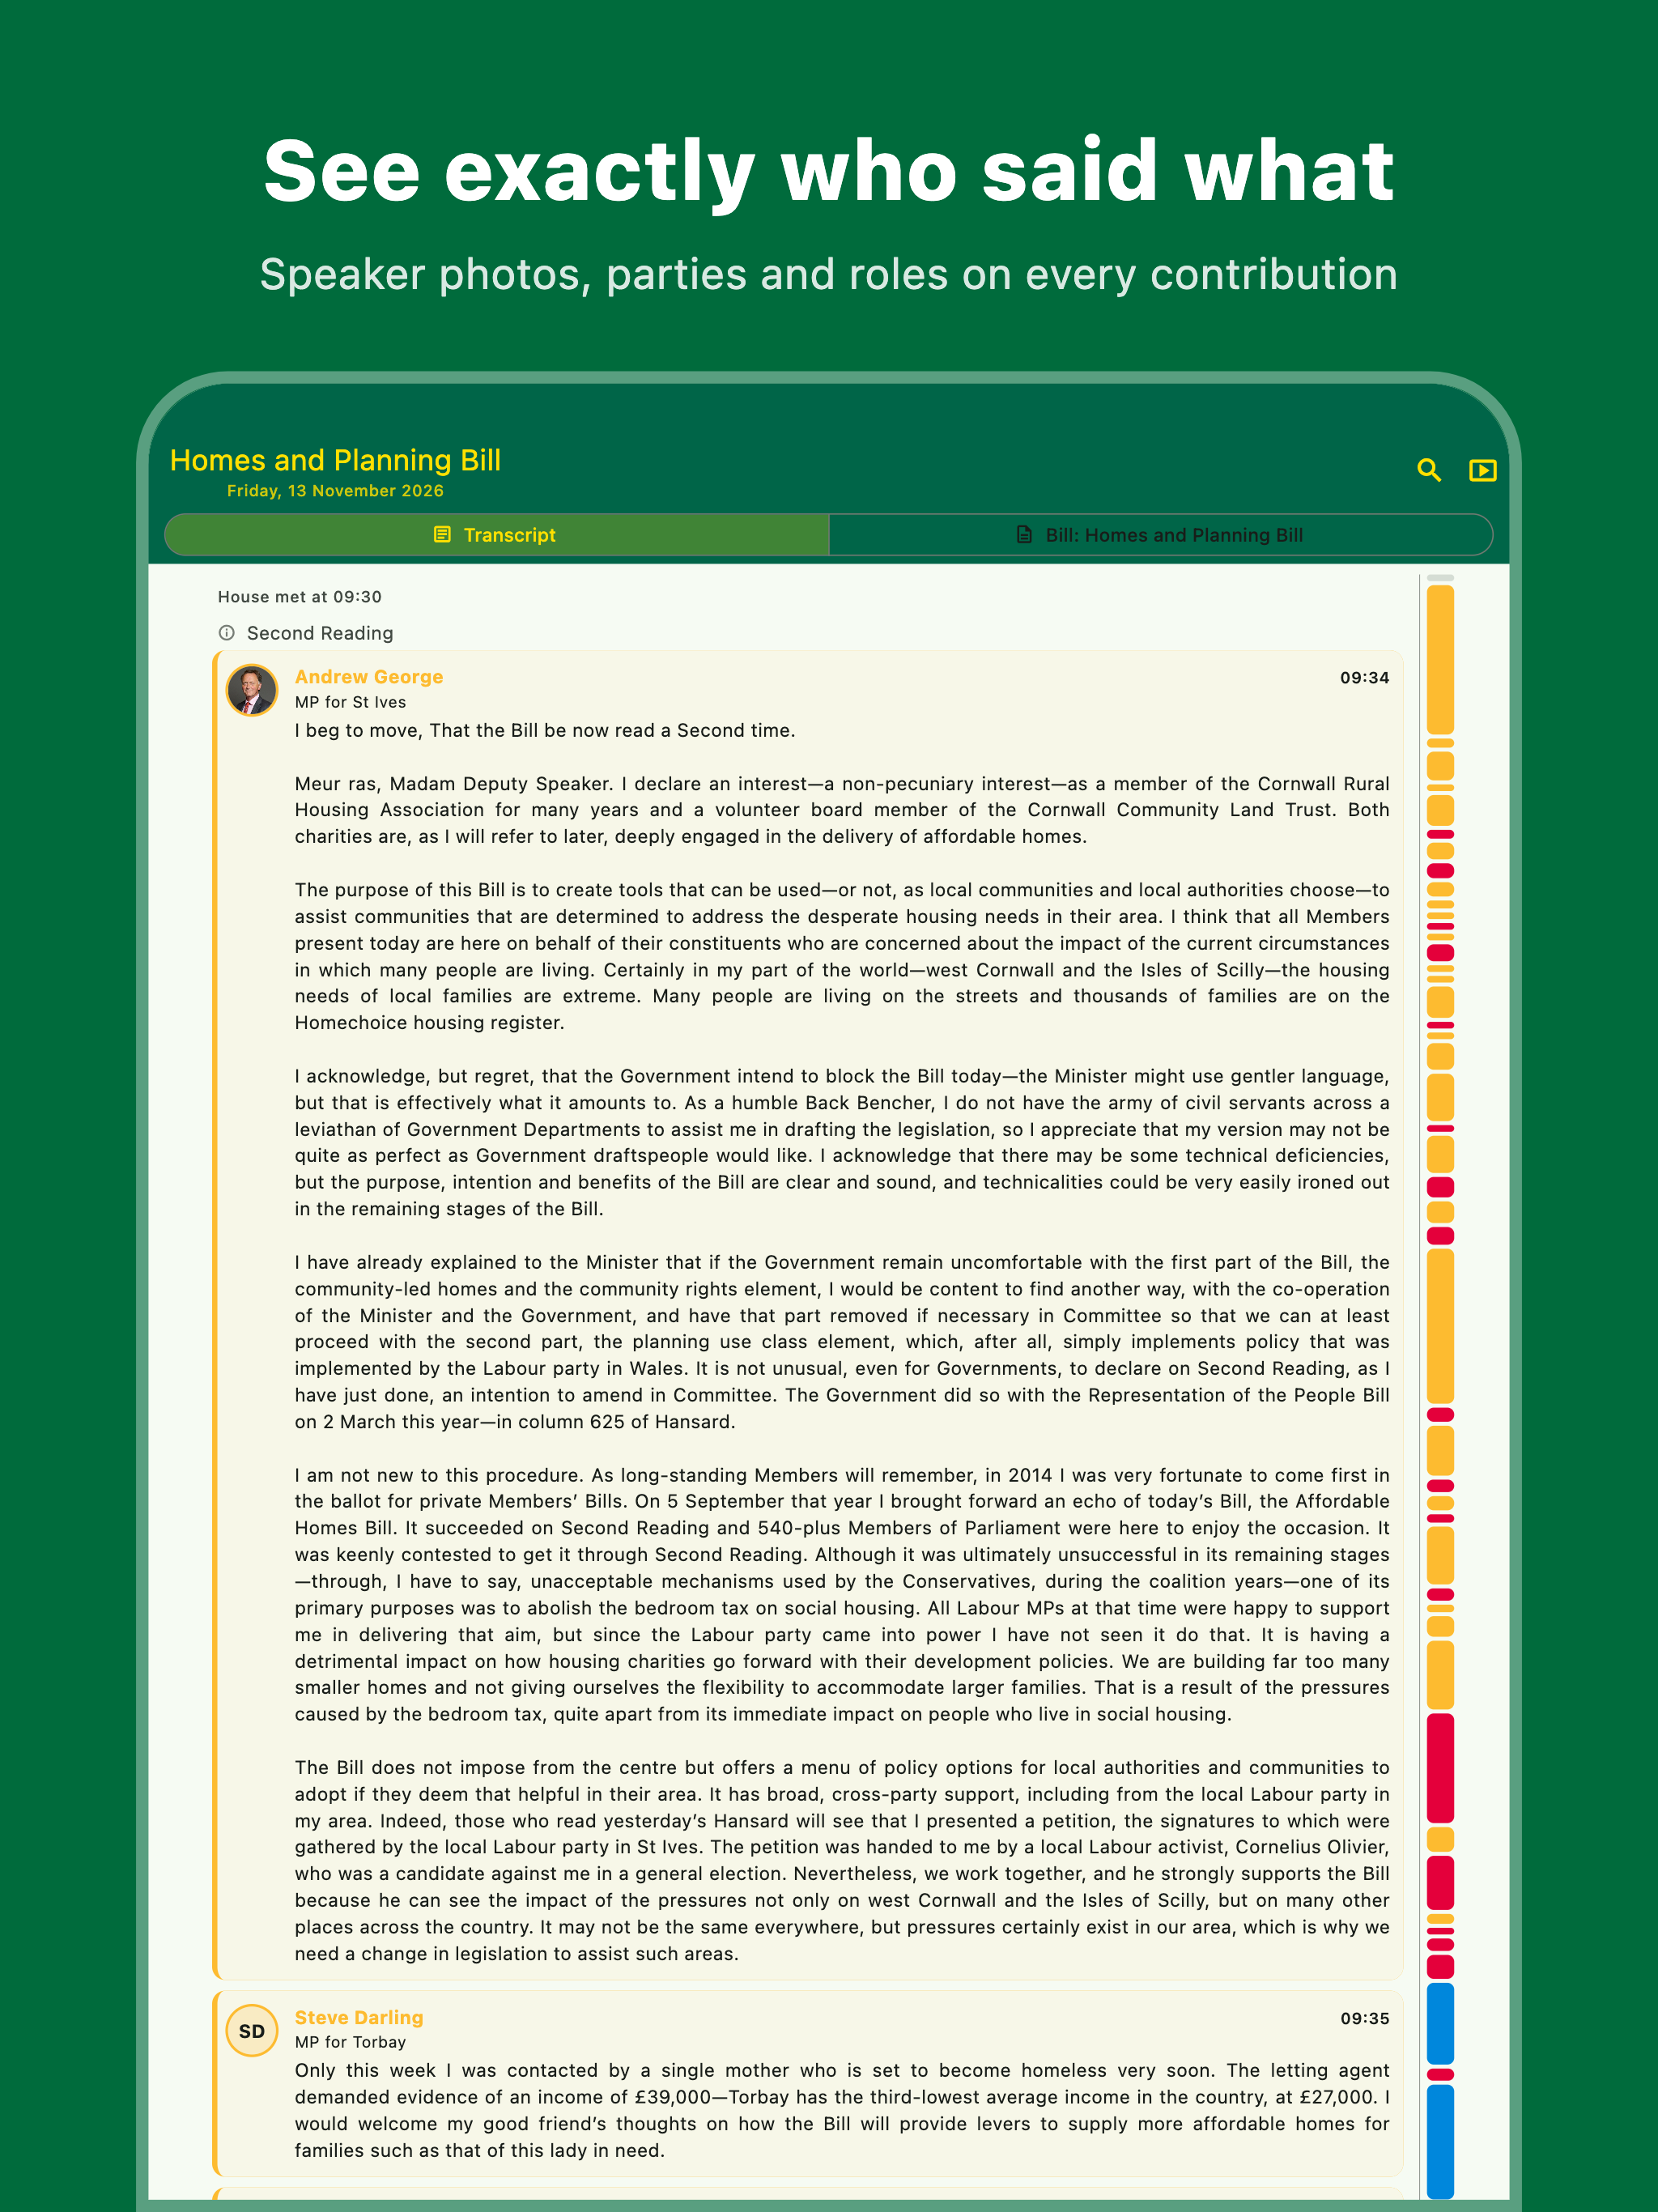 See exactly who said what
Speaker photos, parties and roles on every contribution
Homes and Planning Bill
Friday, 13 November 2026
Transcript
Bill: Homes and Planning Bill
House met at 09:30
Second Reading
Andrew George
09:34
MP for St Ives
I beg to move, That the Bill be now read a Second time.
Meur ras, Madam Deputy Speaker. I declare an interest—a non-pecuniary interest—as a member of the Cornwall Rural
Housing Association for many years and a volunteer board member of the Cornwall Community Land Trust. Both
charities are, as I will refer to later, deeply engaged in the delivery of affordable homes.
The purpose of this Bill is to create tools that can be used—or not, as local communities and local authorities choose—to
assist communities that are determined to address the desperate housing needs in their area. I think that all Members
present today are here on behalf of their constituents who are concerned about the impact of the current circumstances
in which many people are living. Certainly in my part of the world—west Cornwall and the Isles of Scilly—the housing
needs of local families are extreme. Many people are living on the streets and thousands of families are on the
Homechoice housing register.
I acknowledge, but regret, that the Government intend to block the Bill today—the Minister might use gentler language,
but that is effectively what it amounts to. As a humble Back Bencher, I do not have the army of civil servants across a
leviathan of Government Departments to assist me in drafting the legislation, so I appreciate that my version may not be
quite as perfect as Government draftspeople would like. I acknowledge that there may be some technical deficiencies,
but the purpose, intention and benefits of the Bill are clear and sound, and technicalities could be very easily ironed out
in the remaining stages of the Bill.
I have already explained to the Minister that if the Government remain uncomfortable with the first part of the Bill, the
community-led homes and the community rights element, I would be content to find another way, with the co-operation
of the Minister and the Government, and have that part removed if necessary in Committee so that we can at least
proceed with the second part, the planning use class element, which, after all, simply implements policy that was
implemented by the Labour party in Wales. It is not unusual, even for Governments, to declare on Second Reading, as I
have just done, an intention to amend in Committee. The Government did so with the Representation of the People Bill
on 2 March this year—in column 625 of Hansard.
I am not new to this procedure. As long-standing Members will remember, in 2014 I was very fortunate to come first in
the ballot for private Members’ Bills. On 5 September that year I brought forward an echo of today’s Bill, the Affordable
Homes Bill. It succeeded on Second Reading and 540-plus Members of Parliament were here to enjoy the occasion. It
was keenly contested to get it through Second Reading. Although it was ultimately unsuccessful in its remaining stages
—through, I have to say, unacceptable mechanisms used by the Conservatives, during the coalition years—one of its
primary purposes was to abolish the bedroom tax on social housing. All Labour MPs at that time were happy to support
me in delivering that aim, but since the Labour party came into power I have not seen it do that. It is having a
detrimental impact on how housing charities go forward with their development policies. We are building far too many
smaller homes and not giving ourselves the flexibility to accommodate larger families. That is a result of the pressures
caused by the bedroom tax, quite apart from its immediate impact on people who live in social housing.
The Bill does not impose from the centre but offers a menu of policy options for local authorities and communities to
adopt if they deem that helpful in their area. It has broad, cross-party support, including from the local Labour party in
my area. Indeed, those who read yesterday’s Hansard will see that I presented a petition, the signatures to which were
gathered by the local Labour party in St Ives. The petition was handed to me by a local Labour activist, Cornelius Olivier,
who was a candidate against me in a general election. Nevertheless, we work together, and he strongly supports the Bill
because he can see the impact of the pressures not only on west Cornwall and the Isles of Scilly, but on many other
places across the country. It may not be the same everywhere, but pressures certainly exist in our area, which is why we
need a change in legislation to assist such areas.
SD
Steve Darling
09:35
MP for Torbay
Only this week I was contacted by a single mother who is set to become homeless very soon. The letting agent
demanded evidence of an income of £39,000—Torbay has the third-lowest average income in the country, at £27,000. I
would welcome my good friend’s thoughts on how the Bill will provide levers to supply more affordable homes for
families such as that of this lady in need.